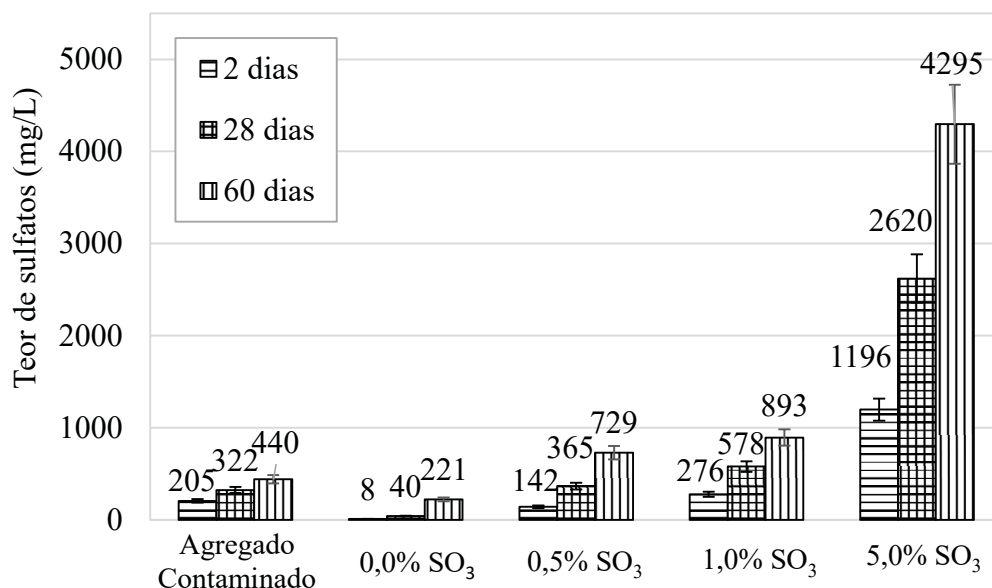 Teor de sulfatos (mg/L)
5000
4000
3000
2000
1000
0
2 dias
28 dias
60 dias
205
322
440
8
40
221
142
365
729
276
578
893
1196
2620
4295
Agregado
Contaminado
0,0% SO₃
0,5% SO₃
1,0% SO₃
5,0% SO₃